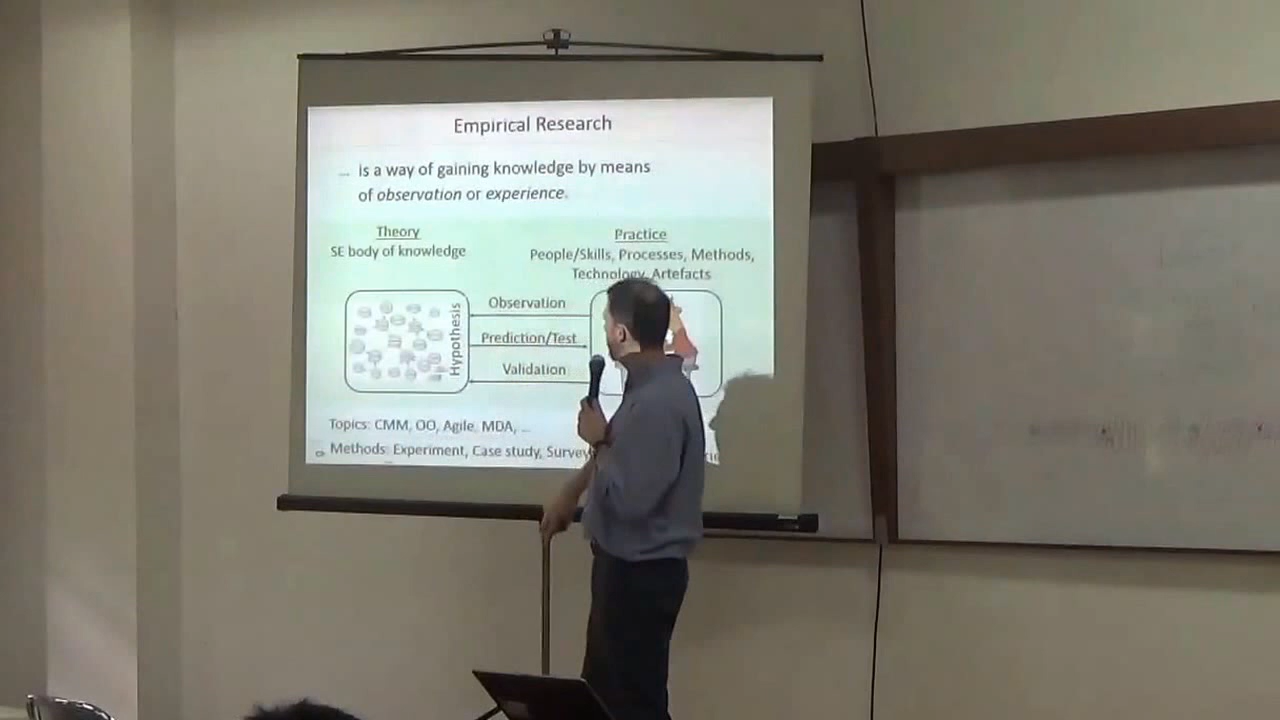 Empirical Research
... is a way of gaining knowledge by means
of observation or experience.
Theory
SE body of knowledge
Practice
People/Skills, Processes, Methods,
Technology, Artefacts
Hypothesis
Observation
Prediction/Test
Validation
Topics: CMM, OO, Agile, MDA, ...
Methods: Experiment, Case study, Survey